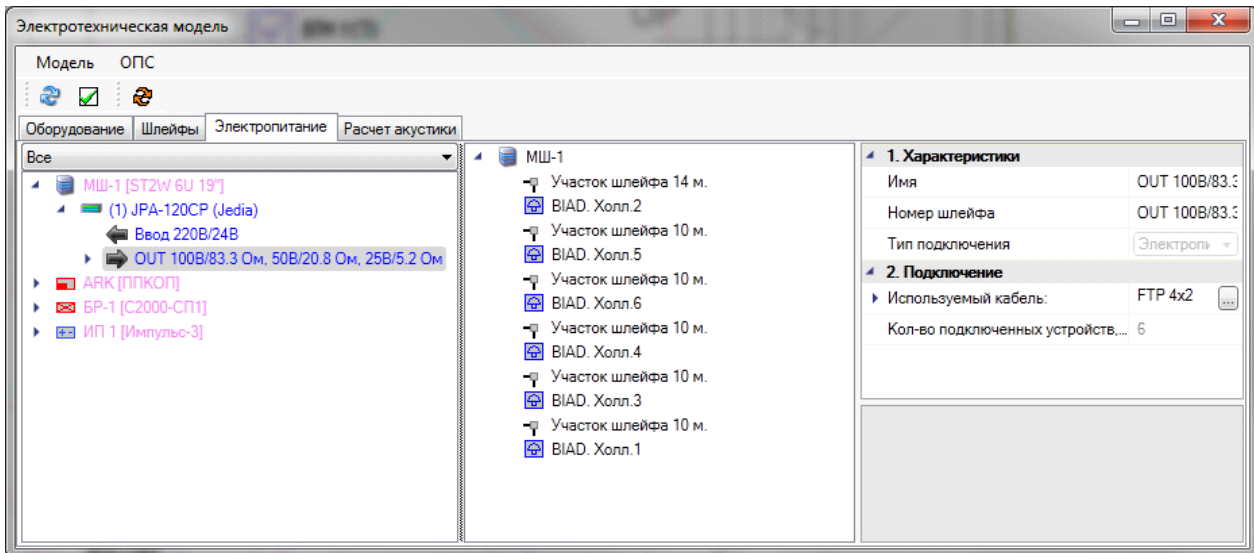 Электротехническая модель
Модель ОПС
Оборудование Шлейфы Электропитание Расчет акустики
Все
МШ-1 [ST2W 6U 19"]
(1) JPA-120CP (Jedia)
Ввод 220В/24В
OUT 100В/83.3 Ом, 50В/20.8 Ом, 25В/5.2 Ом
ARK [ППКОП]
БР-1 [С2000-СП1]
ИП 1 [Импульс-3]
МШ-1
Участок шлейфа 14 м.
BIAD. Холл.2
Участок шлейфа 10 м.
BIAD. Холл.5
Участок шлейфа 10 м.
BIAD. Холл.6
Участок шлейфа 10 м.
BIAD. Холл.4
Участок шлейфа 10 м.
BIAD. Холл.3
Участок шлейфа 10 м.
BIAD. Холл.1
1. Характеристики
Имя OUT 100В/83.3
Номер шлейфа OUT 100В/83.3
Тип подключения Электропи
2. Подключение
Используемый кабель: FTP 4x2 ...
Кол-во подключенных устройств,... 6